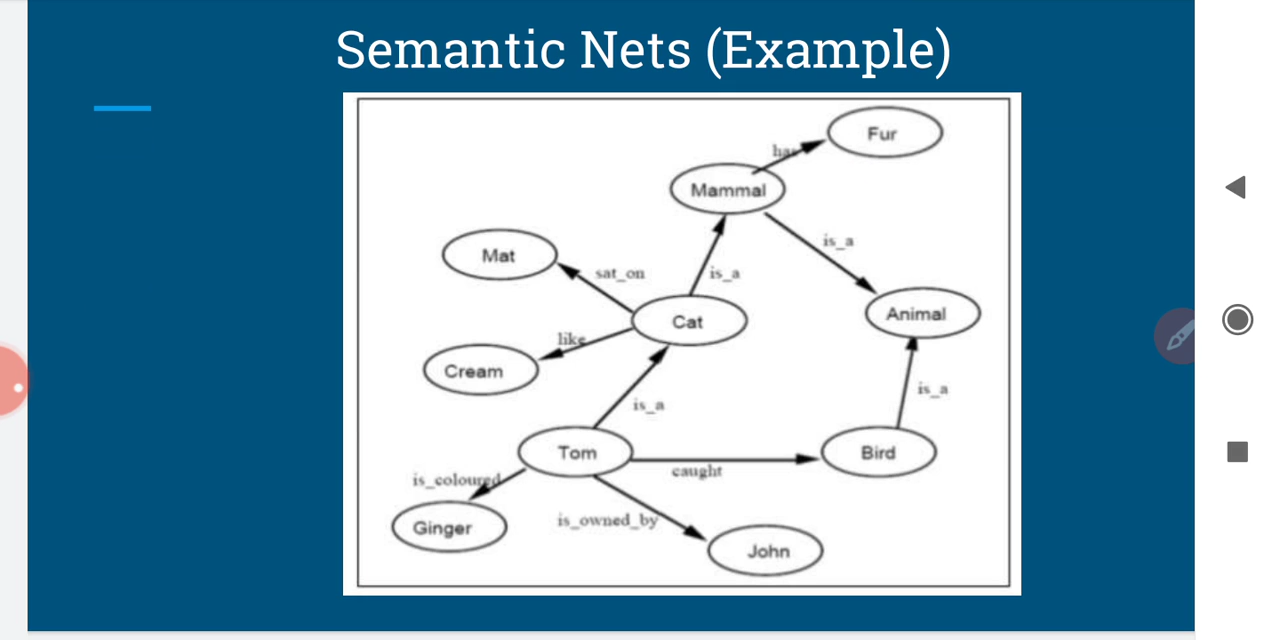 Semantic Nets (Example)
Fur
has
Mammal
is_a
Mat
sat_on
is_a
Animal
Cat
like
Cream
is_a
is_a
Tom
Bird
caught
is_coloured
Ginger
is_owned_by
John